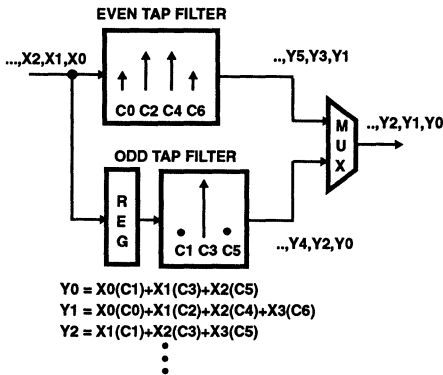 EVEN TAP FILTER
...,X2,X1,X0
C0 C2 C4 C6
..,Y5,Y3,Y1
MUX
..,Y2,Y1,Y0
ODD TAP FILTER
REG
C1 C3 C5
..,Y4,Y2,Y0
Y0 = X0(C1)+X1(C3)+X2(C5)
Y1 = X0(C0)+X1(C2)+X2(C4)+X3(C6)
Y2 = X1(C1)+X2(C3)+X3(C5)